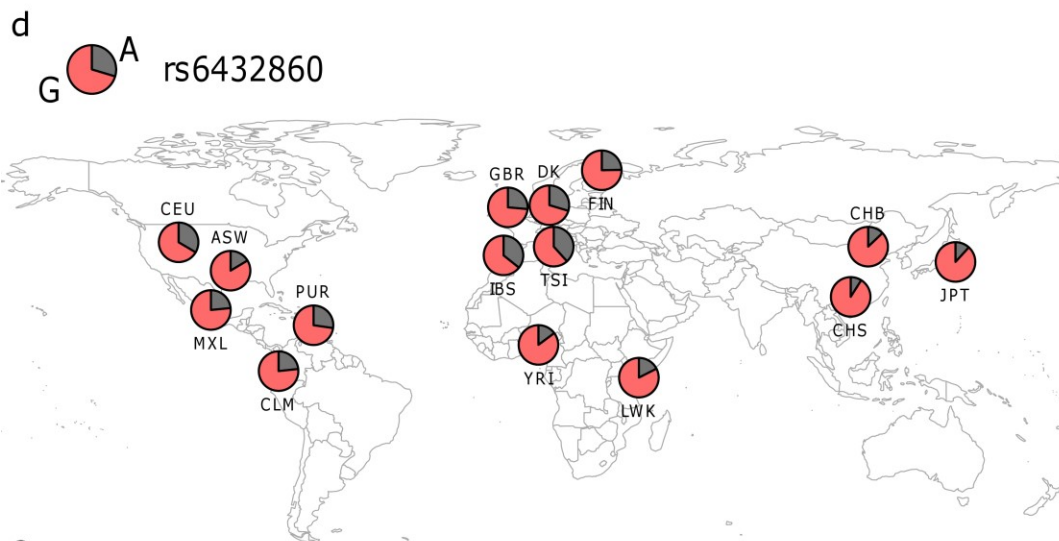 d
A
G
rs6432860
GBR DK
FIN
CEU
ASW
CHB
PUR
IBS
TSI
JPT
MXL
CHS
YRI
CLM
LWK